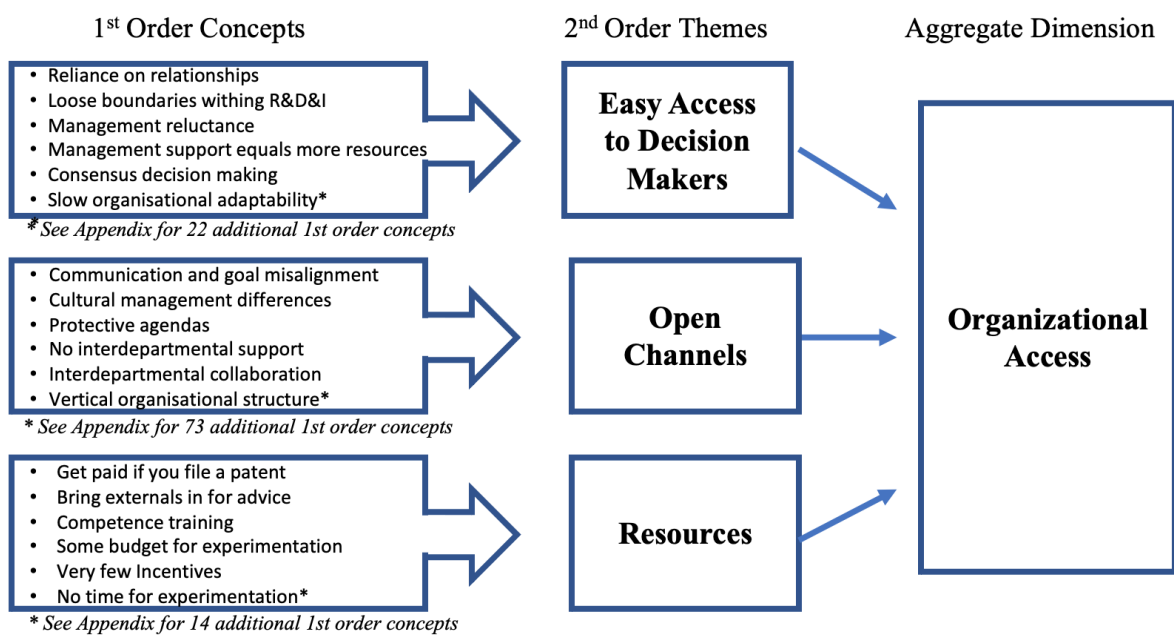 1st Order Concepts
2nd Order Themes
Aggregate Dimension
• Reliance on relationships
• Loose boundaries withing R&D&I
• Management reluctance
• Management support equals more resources
• Consensus decision making
• Slow organisational adaptability*
* See Appendix for 22 additional 1st order concepts
Easy Access
to Decision
Makers
• Communication and goal misalignment
• Cultural management differences
• Protective agendas
• No interdepartmental support
• Interdepartmental collaboration
• Vertical organisational structure*
* See Appendix for 73 additional 1st order concepts
Open
Channels
• Get paid if you file a patent
• Bring externals in for advice
• Competence training
• Some budget for experimentation
• Very few Incentives
• No time for experimentation*
* See Appendix for 14 additional 1st order concepts
Resources
Organizational
Access